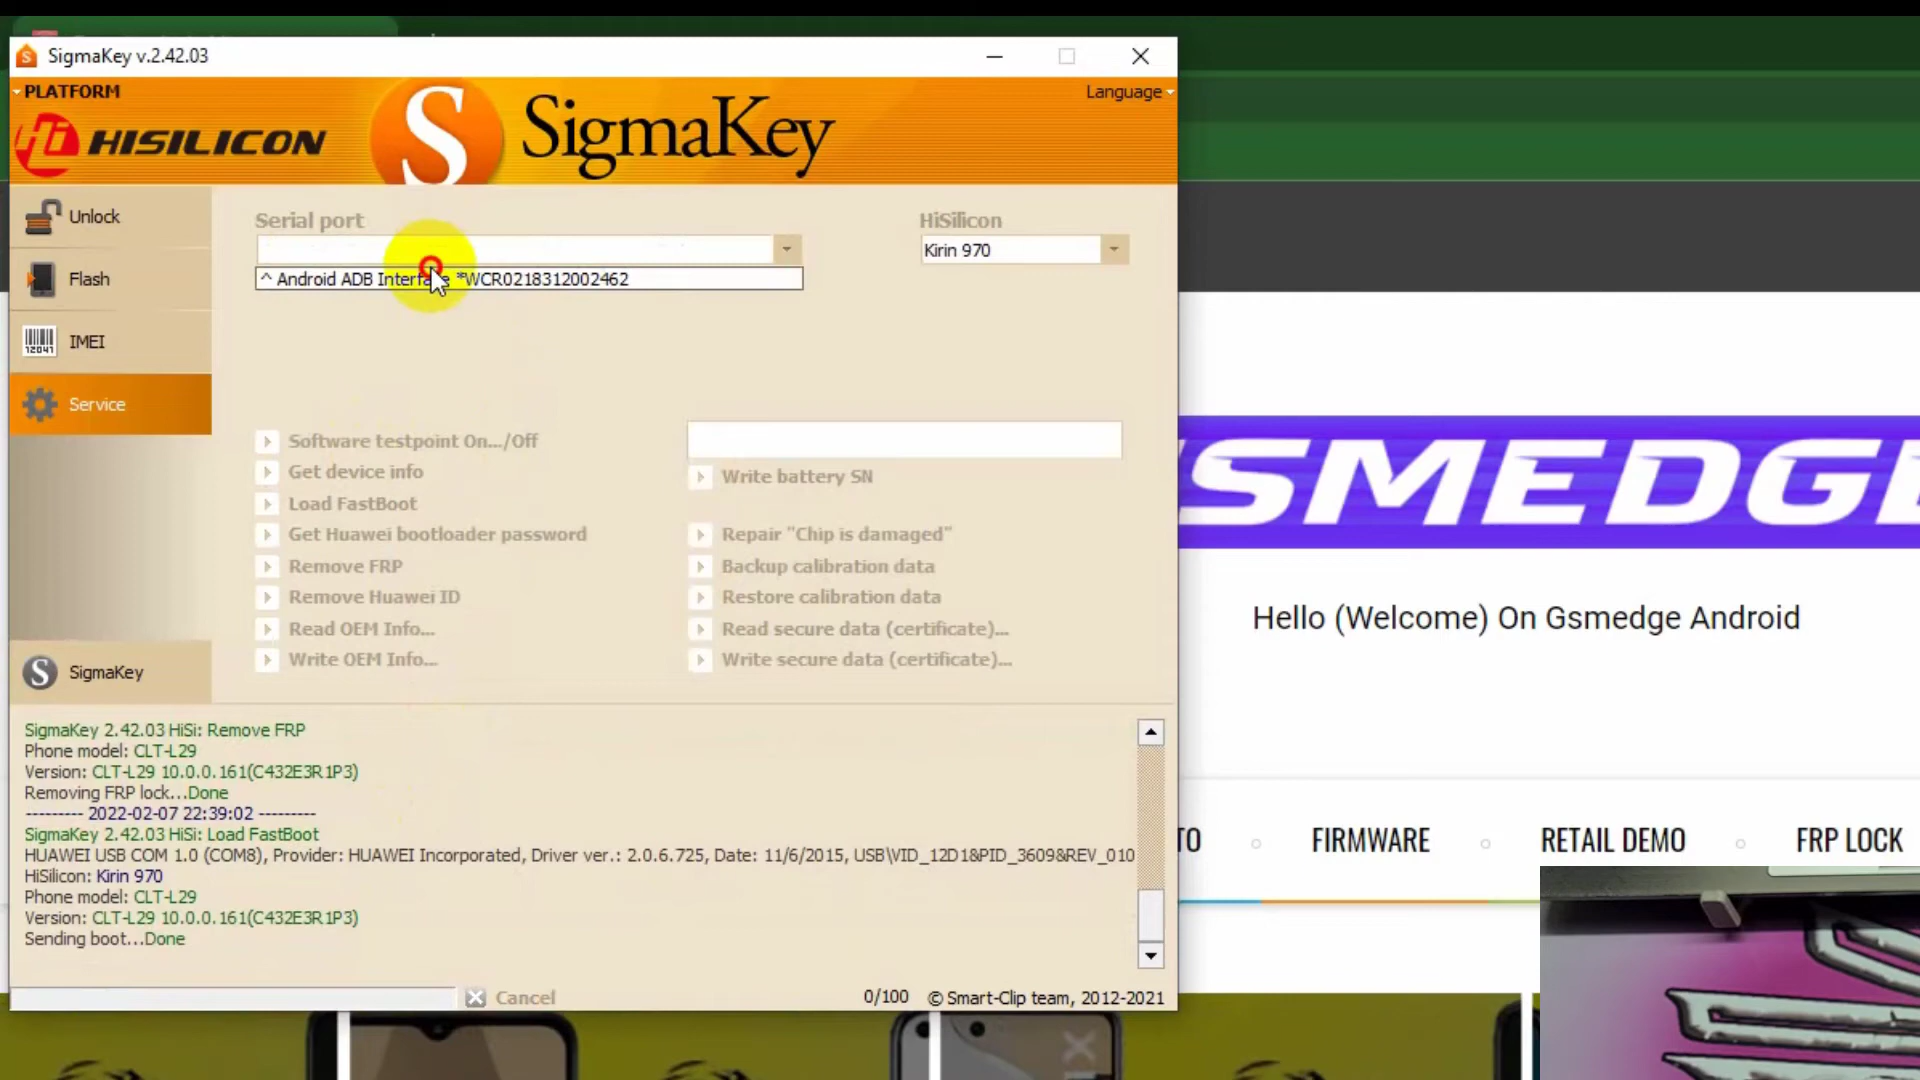 SigmaKey v.2.42.03
PLATFORM
Language
Hi HISILICON
S SigmaKey
Unlock
Flash
IMEI
Service
SigmaKey
Serial port
^ Android ADB Interface *WCR0218312002462
HiSilicon
Kirin 970
Software testpoint On.../Off
Get device info
Load FastBoot
Get Huawei bootloader password
Remove FRP
Remove Huawei ID
Read OEM Info...
Write OEM Info...
Write battery SN
Repair "Chip is damaged"
Backup calibration data
Restore calibration data
Read secure data (certificate)...
Write secure data (certificate)...
SigmaKey 2.42.03 HiSi: Remove FRP
Phone model: CLT-L29
Version: CLT-L29 10.0.0.161(C432E3R1P3)
Removing FRP lock...Done
--------- 2022-02-07 22:39:02 ---------
SigmaKey 2.42.03 HiSi: Load FastBoot
HUAWEI USB COM 1.0 (COM8), Provider: HUAWEI Incorporated, Driver ver.: 2.0.6.725, Date: 11/6/2015, USB\VID_12D1&PID_3609&REV_010
HiSilicon: Kirin 970
Phone model: CLT-L29
Version: CLT-L29 10.0.0.161(C432E3R1P3)
Sending boot...Done
Cancel
0/100
© Smart-Clip team, 2012-2021
SMEDGE
Hello (Welcome) On Gsmedge Android
TO
FIRMWARE
RETAIL DEMO
FRP LOCK